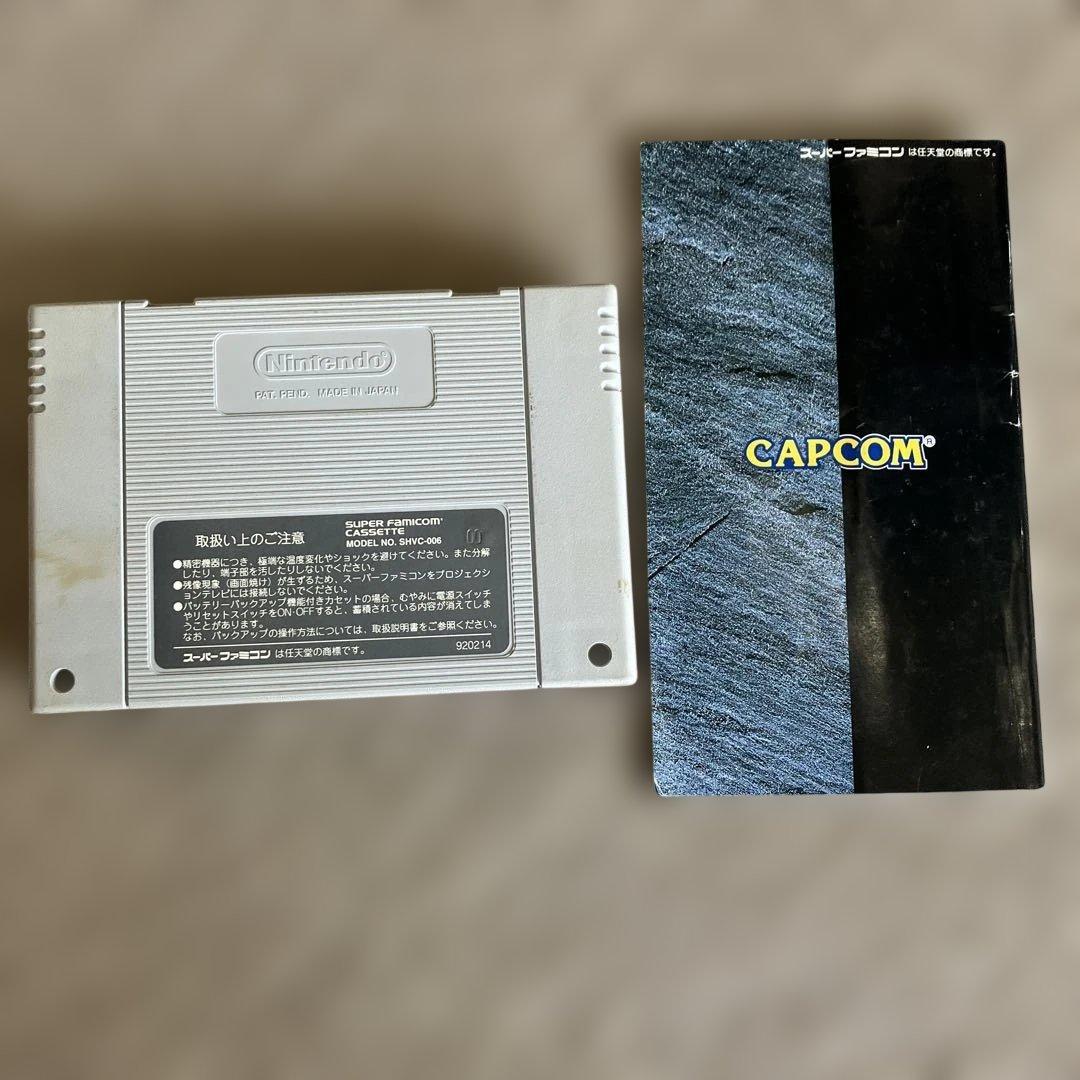 Nintendo®
PAT. PEND. MADE IN JAPAN
取扱い上のご注意
SUPER FAMICOM®
CASSETTE
MODEL NO. SHVC-006
●精密機器につき、極端な温度変化やショックを避けてください。また分解
したり、端子部を汚したりしないでください。
●残像現象（画面焼け）が生ずるため、スーパーファミコンをプロジェクシ
ョンテレビには接続しないでください。
●バッテリーバックアップ機能付きカセットの場合、むやみに電源スイッチ
やリセットスイッチをON·OFFすると、蓄積されている内容が消えてしま
うことがあります。
なお、バックアップの操作方法については、取扱説明書をご参照ください。
スーパーファミコン は任天堂の商標です。
920214
スーパーファミコン は任天堂の商標です。
CAPCOM®